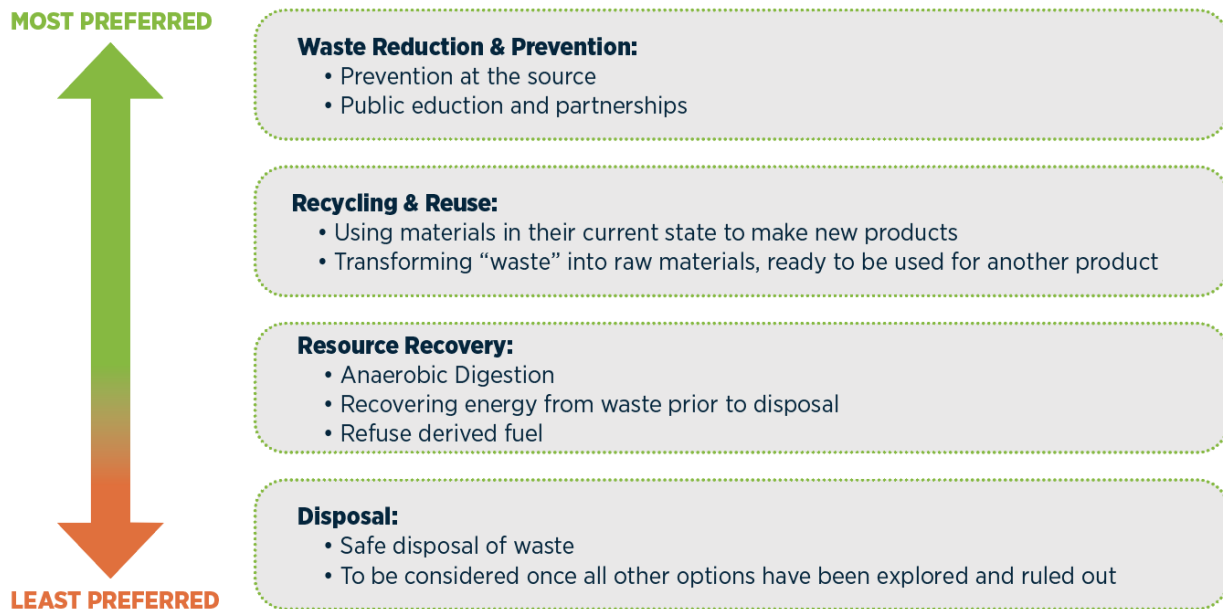 MOST PREFERRED
Waste Reduction & Prevention:
• Prevention at the source
• Public eduction and partnerships
Recycling & Reuse:
• Using materials in their current state to make new products
• Transforming “waste” into raw materials, ready to be used for another product
Resource Recovery:
• Anaerobic Digestion
• Recovering energy from waste prior to disposal
• Refuse derived fuel
Disposal:
• Safe disposal of waste
• To be considered once all other options have been explored and ruled out
LEAST PREFERRED